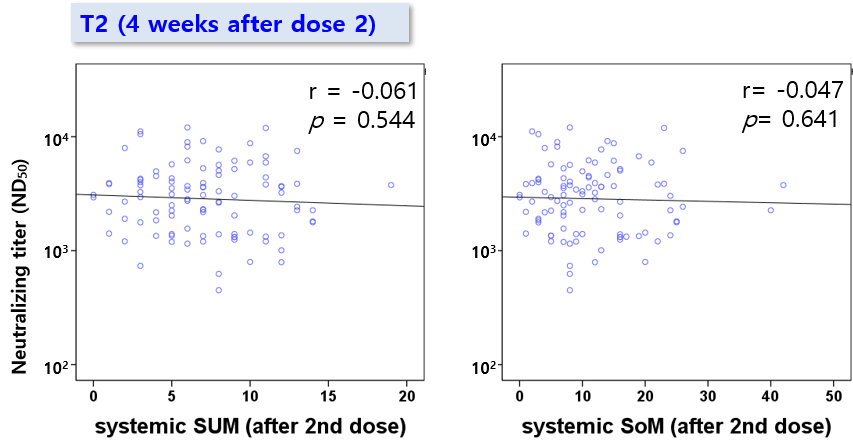 T2 (4 weeks after dose 2)
r = -0.061
p = 0.544
r= -0.047
p= 0.641
Neutralizing titer (ND₅₀)
10⁴
10³
10²
10⁴
10³
10²
0 5 10 15 20
0 10 20 30 40 50
systemic SUM (after 2nd dose)
systemic SoM (after 2nd dose)